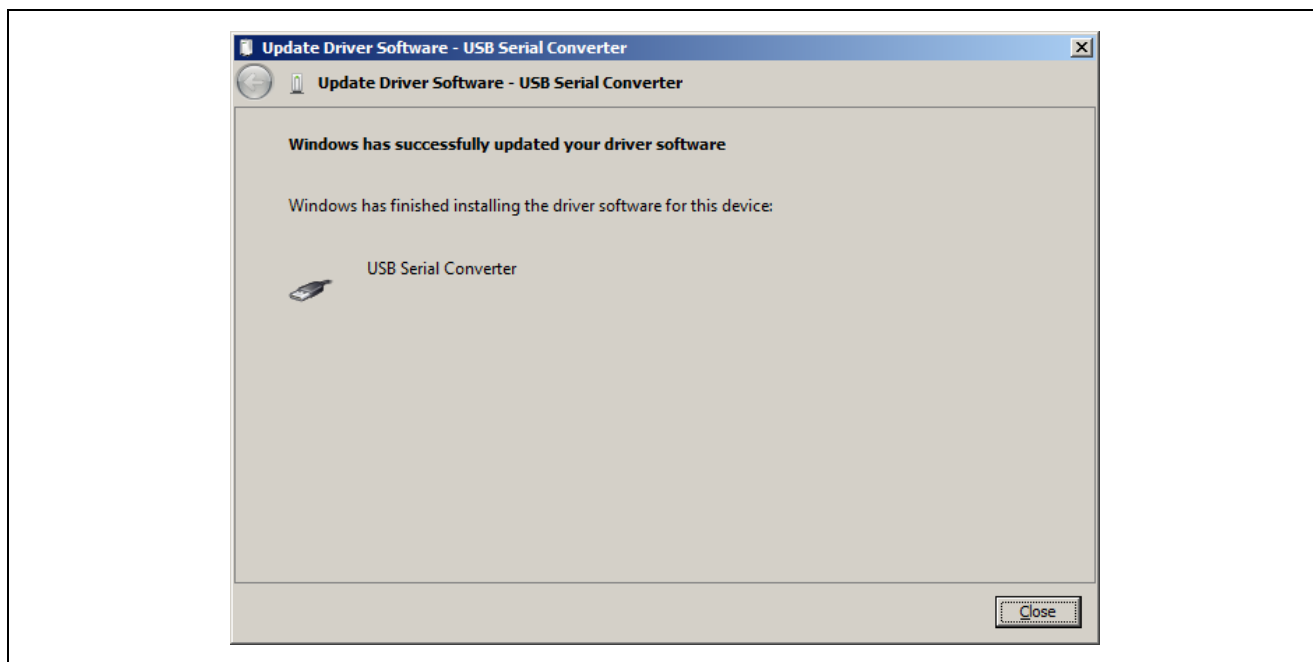 Update Driver Software - USB Serial Converter
Update Driver Software - USB Serial Converter
Windows has successfully updated your driver software
Windows has finished installing the driver software for this device:
USB Serial Converter
Close